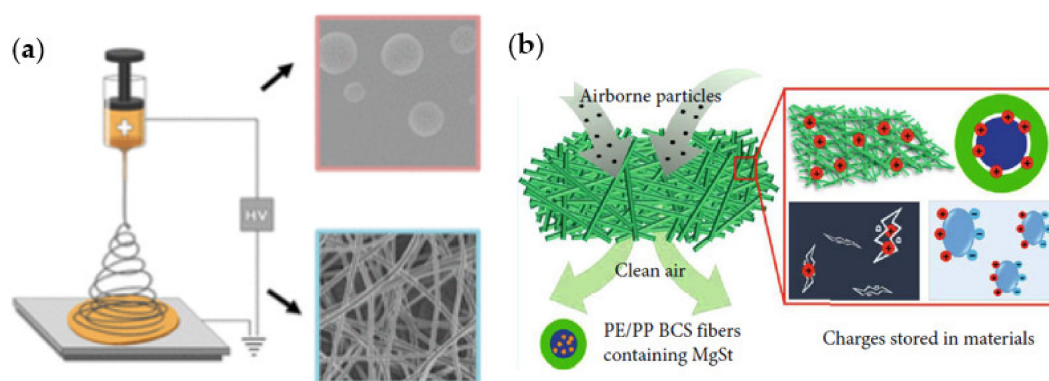 (a)
+
HV
(b)
Airborne particles
Clean air
PE/PP BCS fibers
containing MgSt
Charges stored in materials